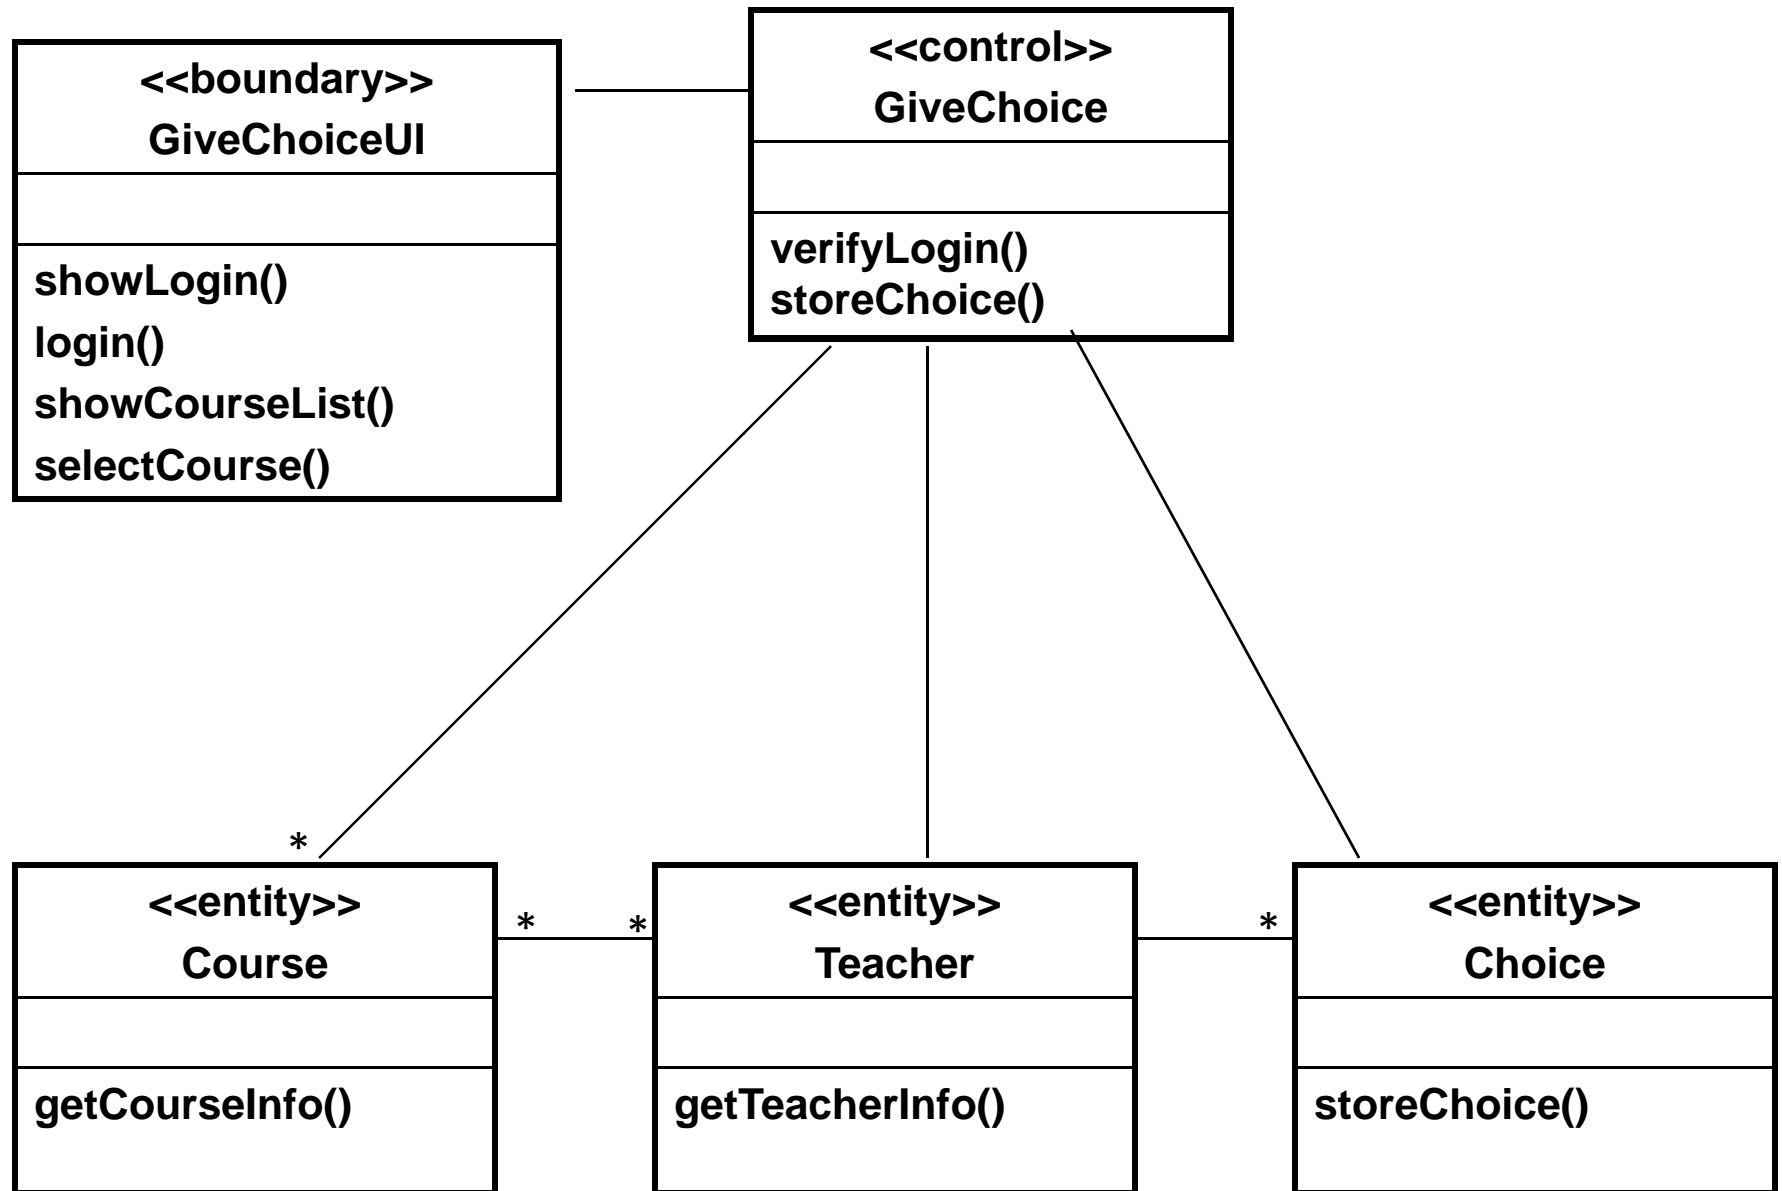 <<boundary>>
GiveChoiceUI
showLogin()
login()
showCourseList()
selectCourse()
<<control>>
GiveChoice
verifyLogin()
storeChoice()
*
<<entity>>
Course
getCourseInfo()
*
*
<<entity>>
Teacher
getTeacherInfo()
*
<<entity>>
Choice
storeChoice()